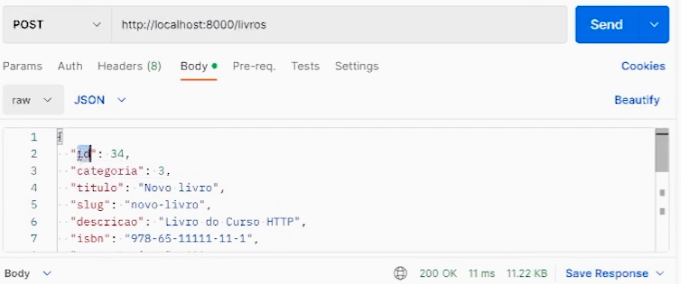 POST http://localhost:8000/livros Send
Params Auth Headers (8) Body Pre-req. Tests Settings Cookies
raw JSON Beautify
1 {
2 "id": 34,
3 "categoria": 3,
4 "titulo": "Novo livro",
5 "slug": "novo-livro",
6 "descricao": "Livro do Curso HTTP",
7 "isbn": "978-65-11111-11-1",
Body 200 OK 11 ms 11.22 KB Save Response